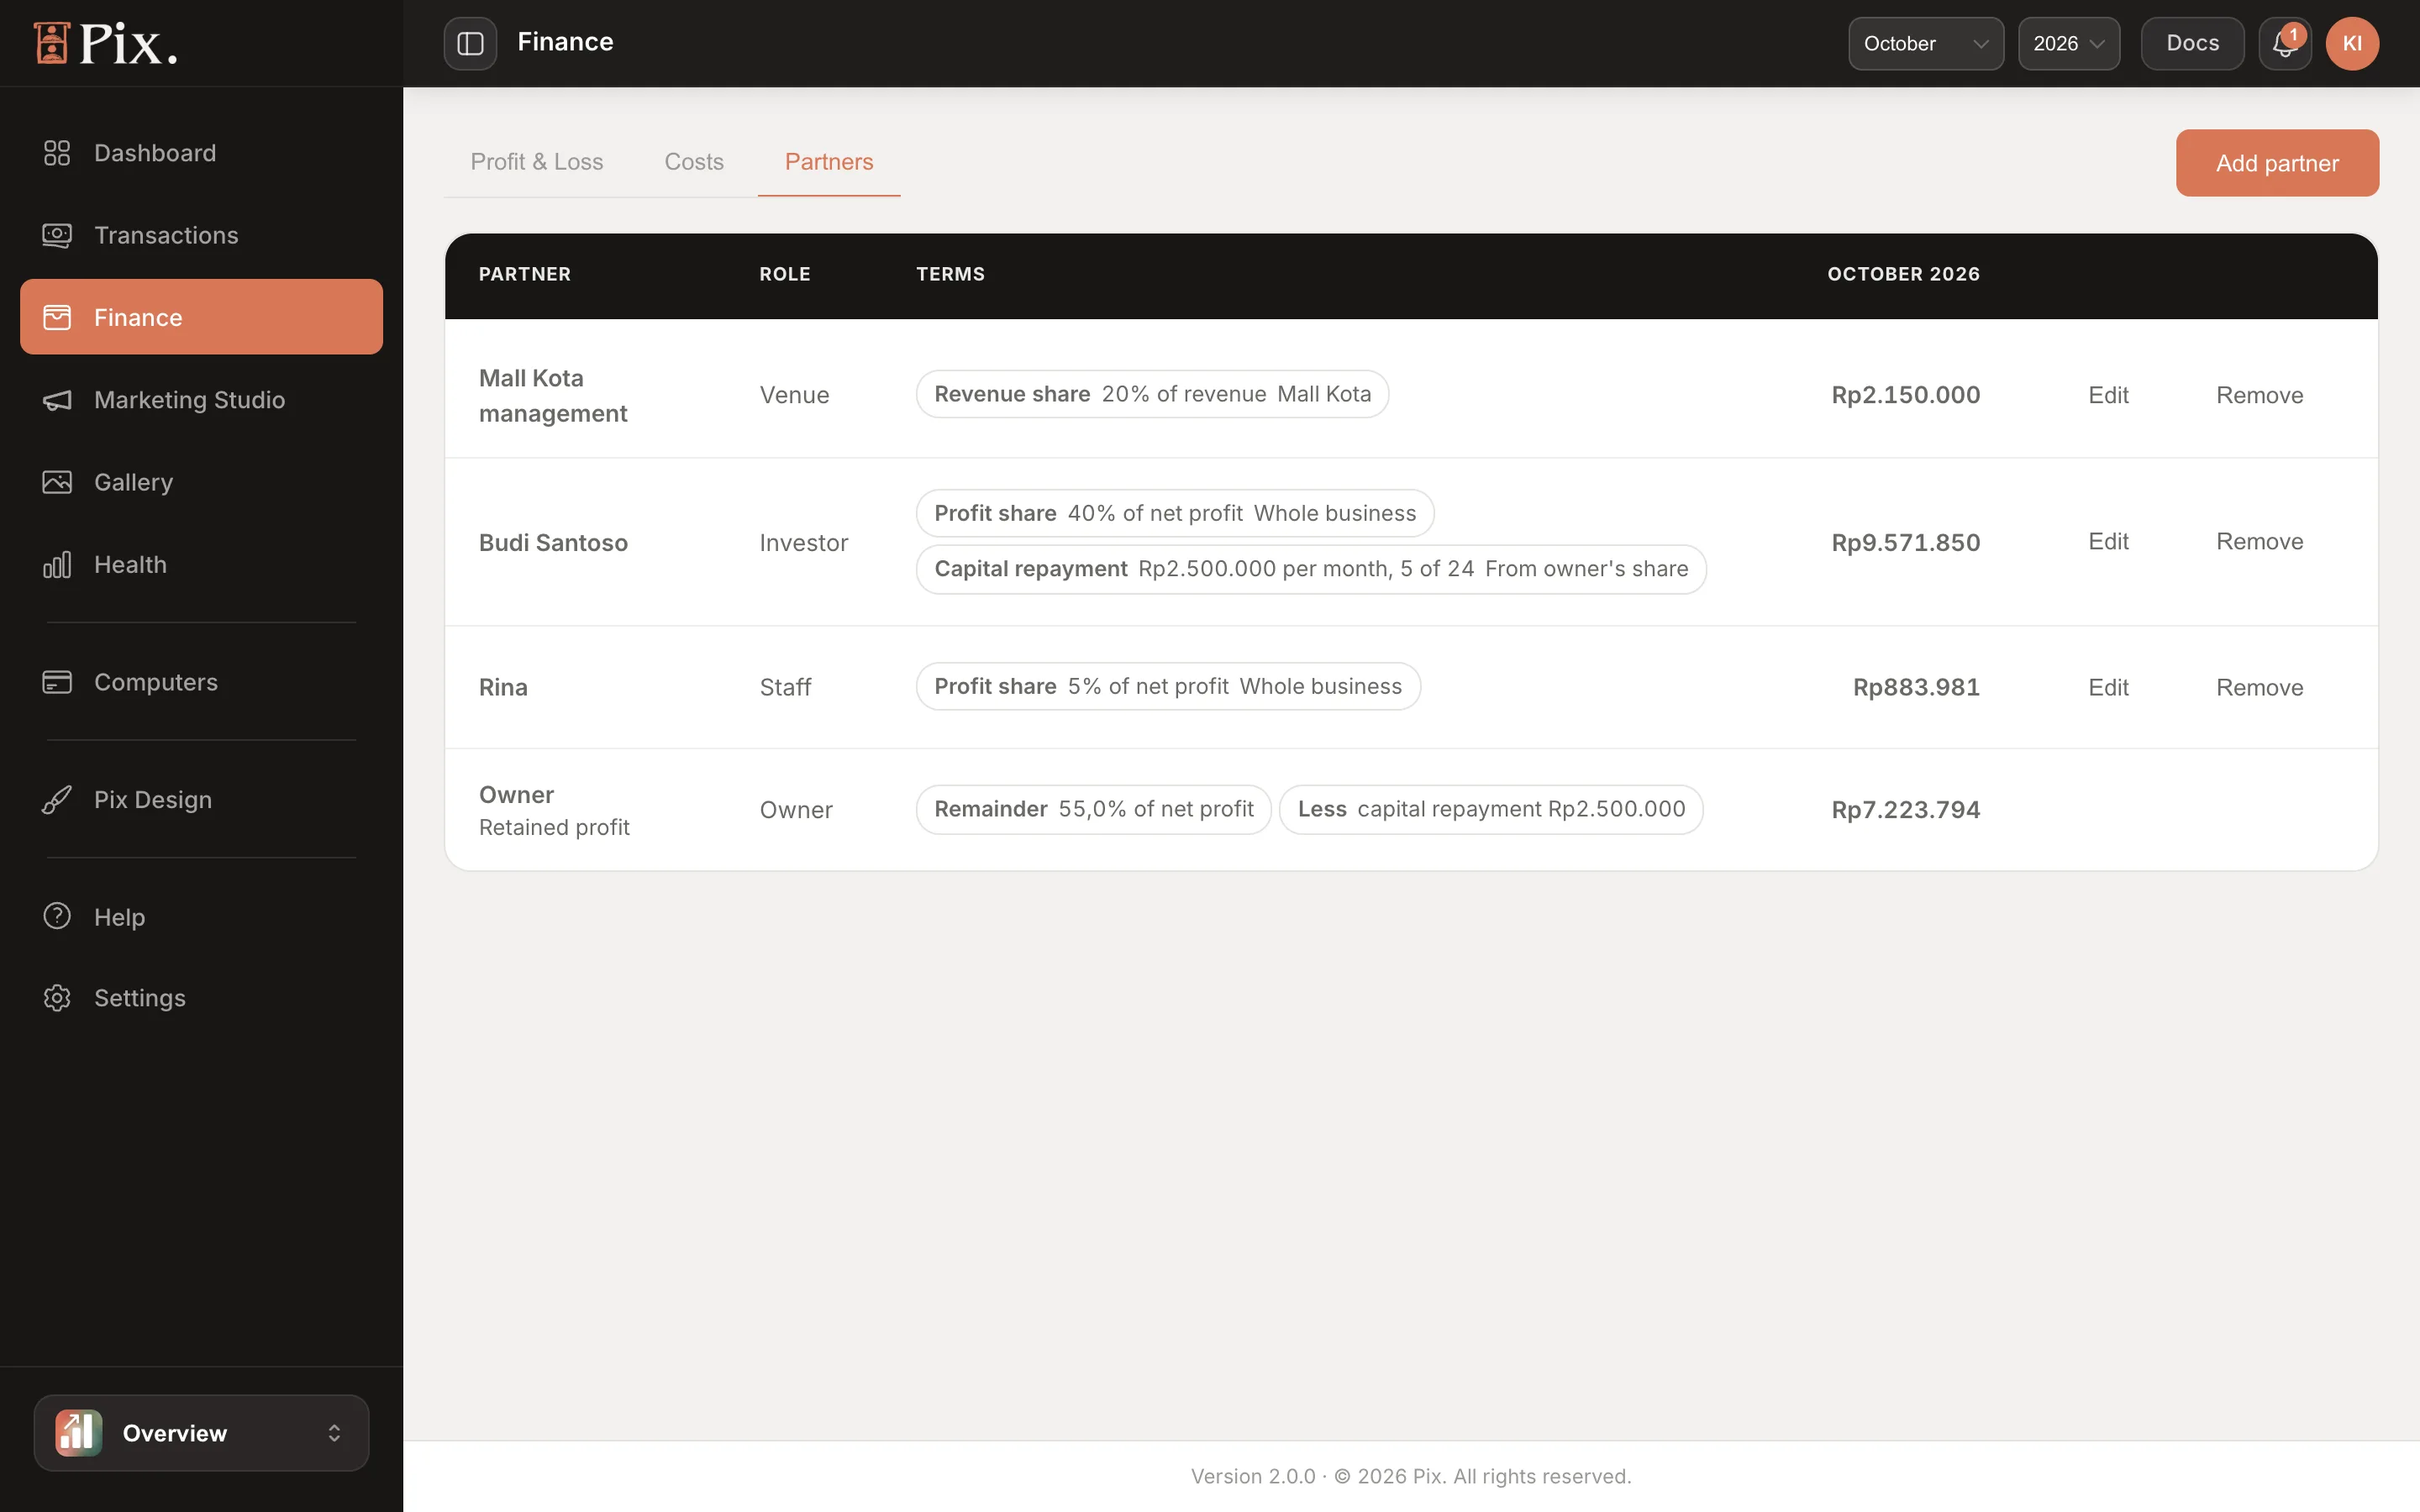 Pix.
Finance
October
2026
Docs
1
KI
Dashboard
Transactions
Finance
Marketing Studio
Gallery
Health
Computers
Pix Design
Help
Settings
Overview
Profit & Loss
Costs
Partners
Add partner
PARTNER ROLE TERMS OCTOBER 2026
Mall Kota
management
Venue
Revenue share 20% of revenue Mall Kota
Rp2.150.000
Edit
Remove
Budi Santoso
Investor
Profit share 40% of net profit Whole business
Capital repayment Rp2.500.000 per month, 5 of 24 From owner's share
Rp9.571.850
Edit
Remove
Rina
Staff
Profit share 5% of net profit Whole business
Rp883.981
Edit
Remove
Owner
Retained profit
Owner
Remainder 55,0% of net profit
Less capital repayment Rp2.500.000
Rp7.223.794
Version 2.0.0 · © 2026 Pix. All rights reserved.